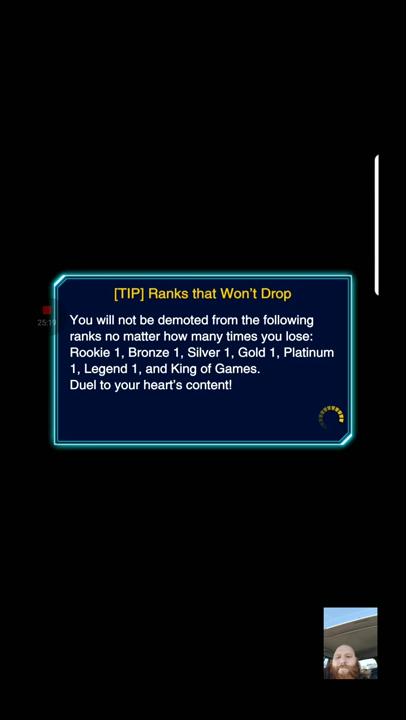 [TIP] Ranks that Won't Drop
You will not be demoted from the following
ranks no matter how many times you lose:
Rookie 1, Bronze 1, Silver 1, Gold 1, Platinum
1, Legend 1, and King of Games.
Duel to your heart's content!
25:19